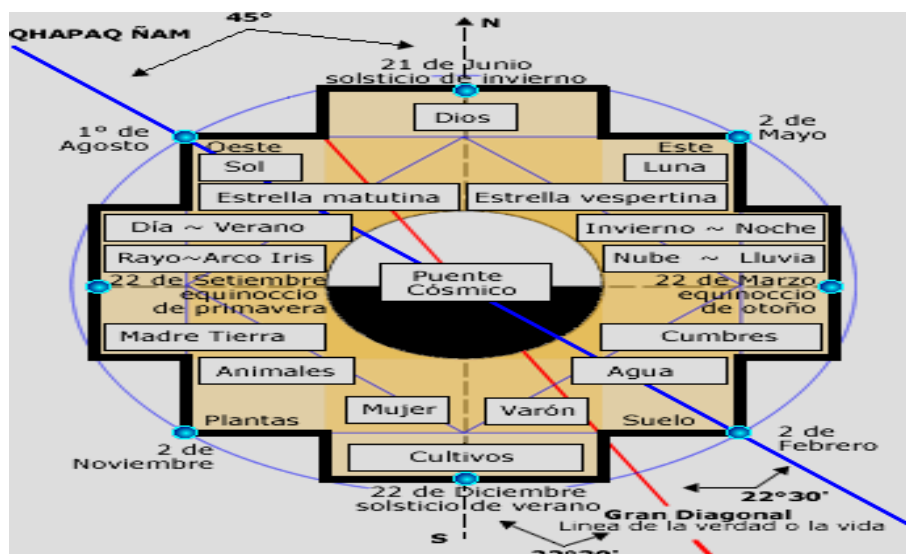 45°
QHAPAQ ÑAM
N
21 de Junio
solsticio de invierno
Dios
1º de
Agosto
2 de
Mayo
Oeste
Este
Sol
Luna
Estrella matutina
Estrella vespertina
Día ~ Verano
Invierno ~ Noche
Rayo~Arco Iris
Nube ~ Lluvia
Puente
Cósmico
22 de Setiembre
equinoccio
de primavera
22 de Marzo
equinoccio
de otoño
Madre Tierra
Cumbres
Animales
Agua
Mujer
Varón
Plantas
Suelo
2 de
Noviembre
2 de
Febrero
Cultivos
22 de Diciembre
solsticio de verano
S
22°30'
Gran Diagonal
Linea de la verdad o la vida